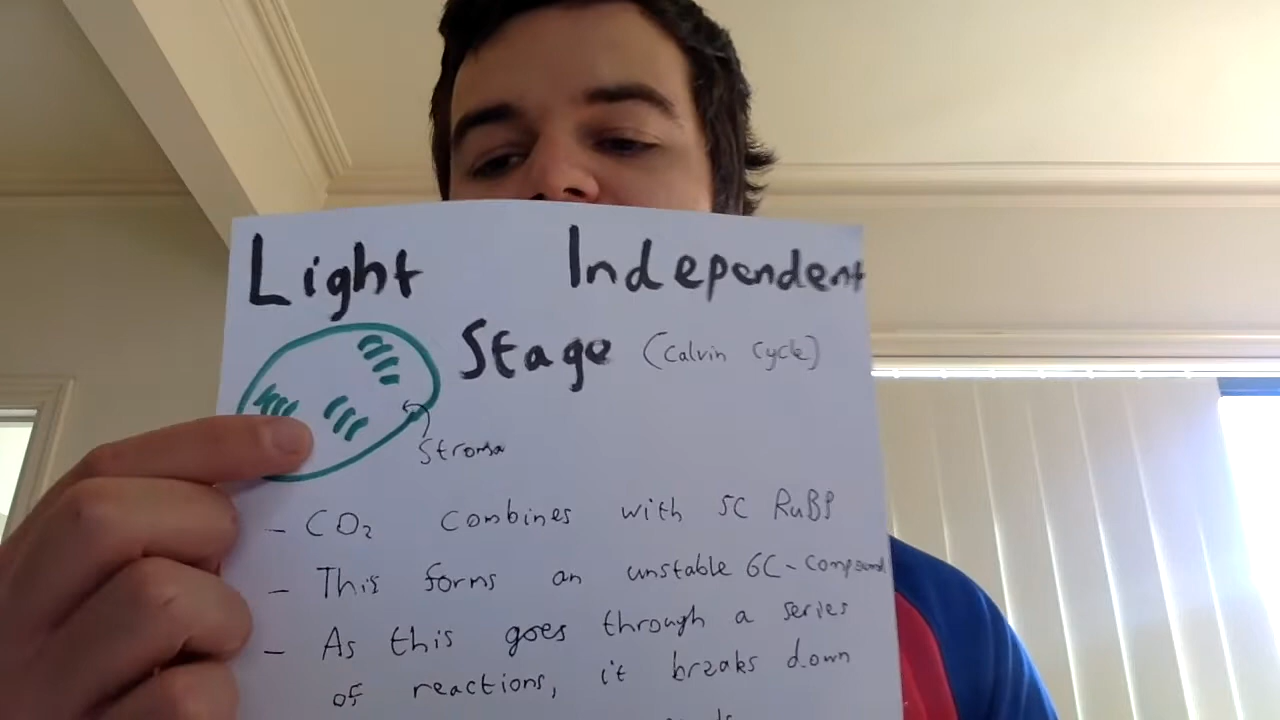 Light Independent
Stage (Calvin Cycle)
Stroma
- CO₂ combines with 5C RuBP
- This forms an unstable 6C-compound
- As this goes through a series
of reactions, it breaks down